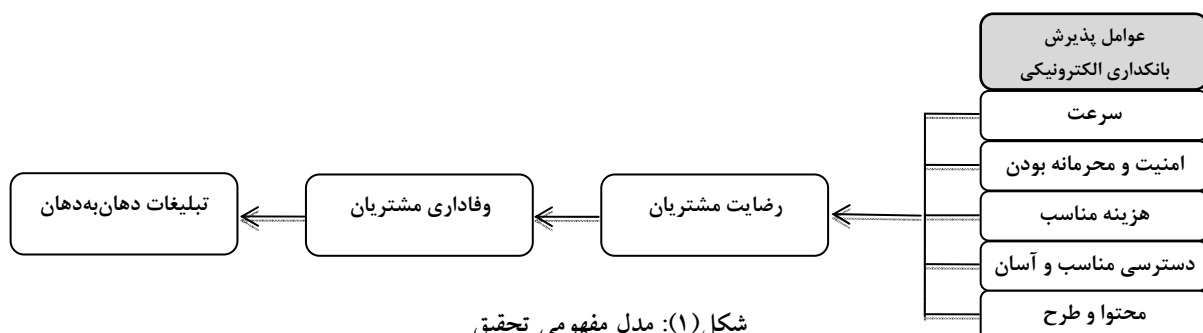 عوامل پذیرش
بانکداری الکترونیکی
سرعت
امنیت و محرمانه بودن
هزینه مناسب
دسترسی مناسب و آسان
محتوا و طرح
رضایت مشتریان
وفاداری مشتریان
تبلیغات دهان‌به‌دهان
شکل(۱): مدل مفهومی تحقیق